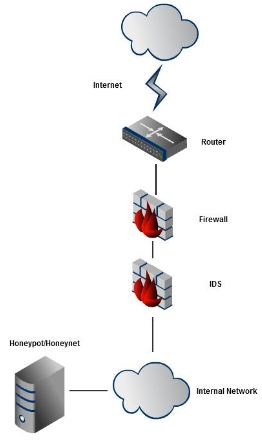 Internet
Router
Firewall
IDS
Honeypot/Honeynet
Internal Network